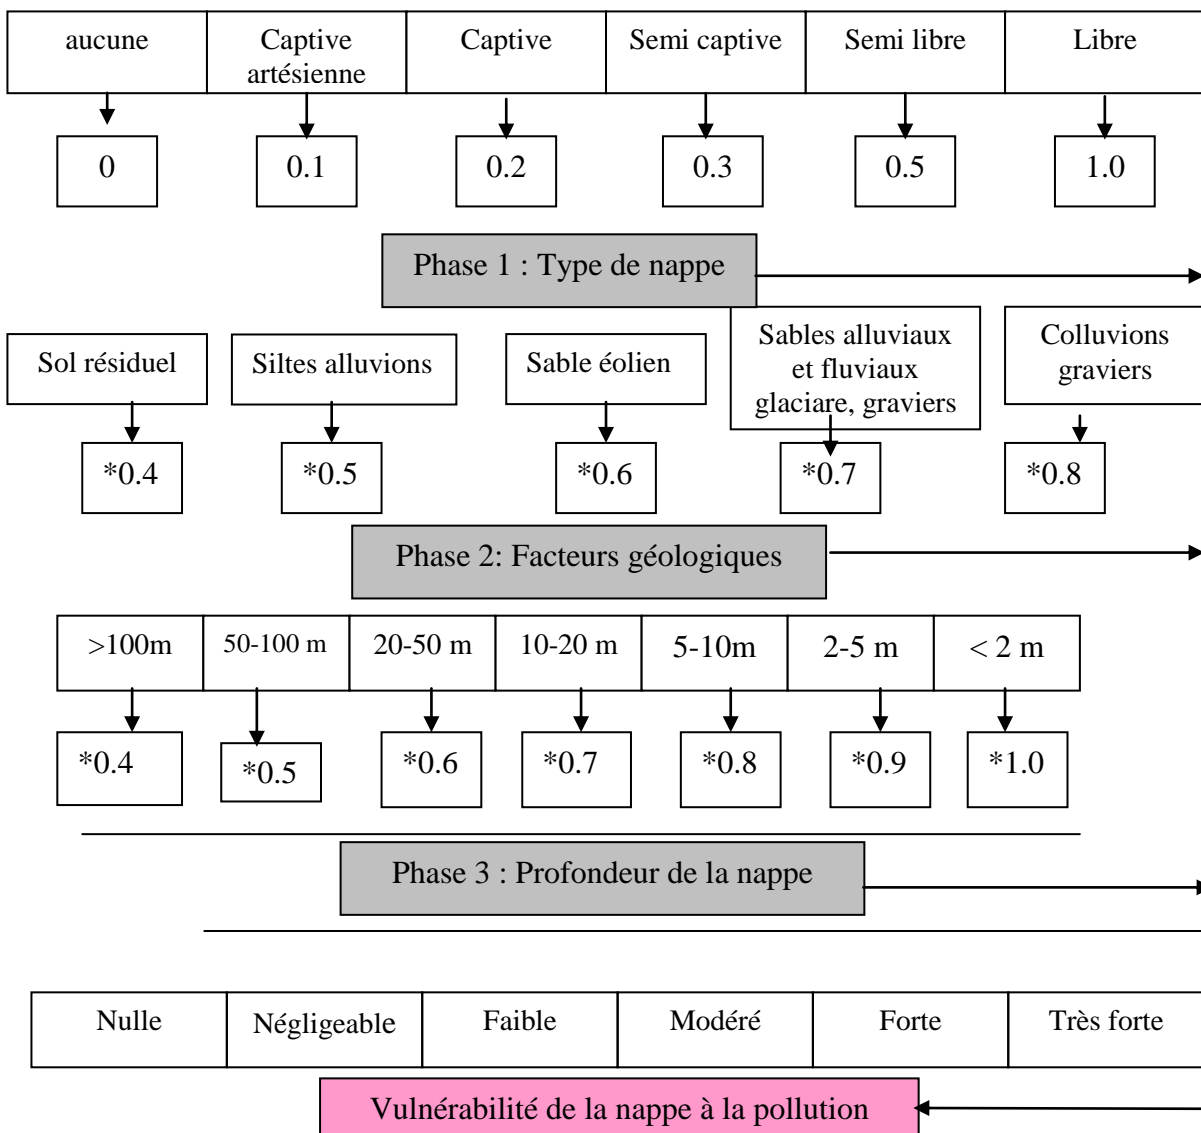 aucune
Captive
artésienne
Captive
Semi captive
Semi libre
Libre
0
0.1
0.2
0.3
0.5
1.0
Phase 1 : Type de nappe
Sol résiduel
Siltes alluvions
Sable éolien
Sables alluviaux
et fluviaux
glaciare, graviers
Colluvions
graviers
*0.4
*0.5
*0.6
*0.7
*0.8
Phase 2: Facteurs géologiques
>100m
50-100 m
20-50 m
10-20 m
5-10m
2-5 m
< 2 m
*0.4
*0.5
*0.6
*0.7
*0.8
*0.9
*1.0
Phase 3 : Profondeur de la nappe
Nulle
Négligeable
Faible
Modéré
Forte
Très forte
Vulnérabilité de la nappe à la pollution